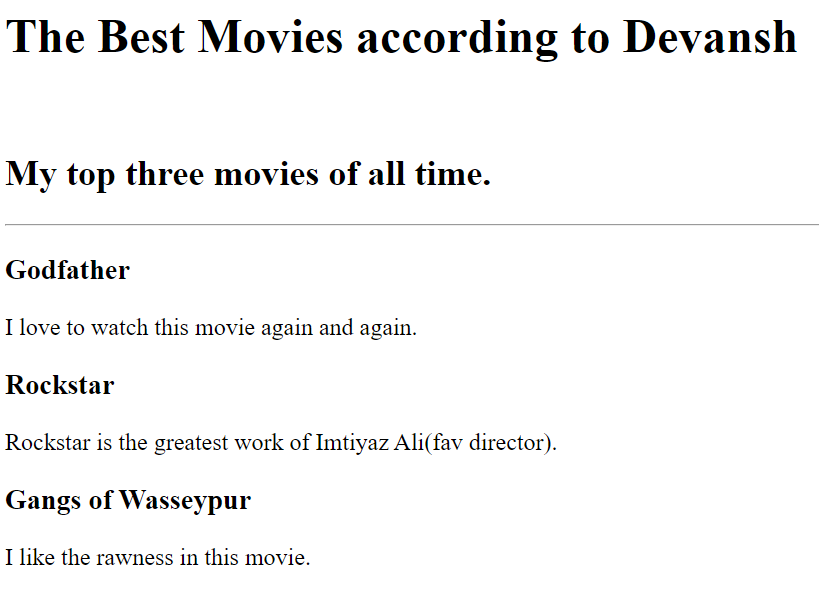 The Best Movies according to Devansh
My top three movies of all time.
Godfather
I love to watch this movie again and again.
Rockstar
Rockstar is the greatest work of Imtiyaz Ali(fav director).
Gangs of Wasseypur
I like the rawness in this movie.